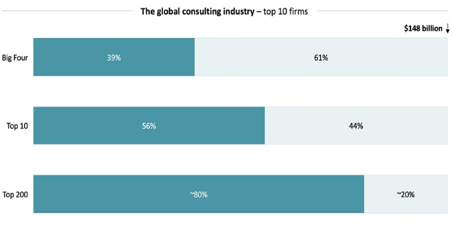 The global consulting industry – top 10 firms
$148 billion ↓
Big Four 39% 61%
Top 10 56% 44%
Top 200 ~80% ~20%